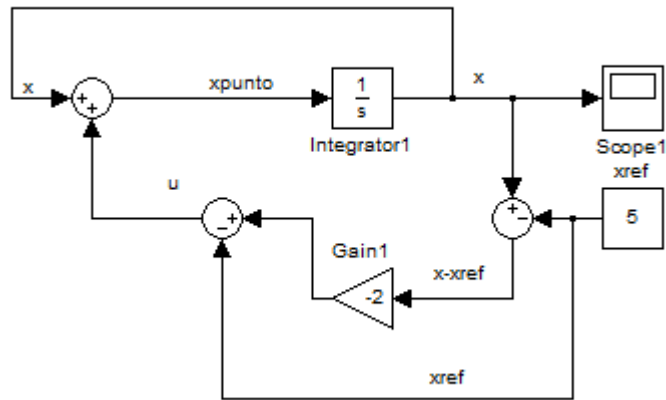 x
xpunto
1
s
x
Integrator1
Scope1
xref
u
5
Gain1
-2
x-xref
xref